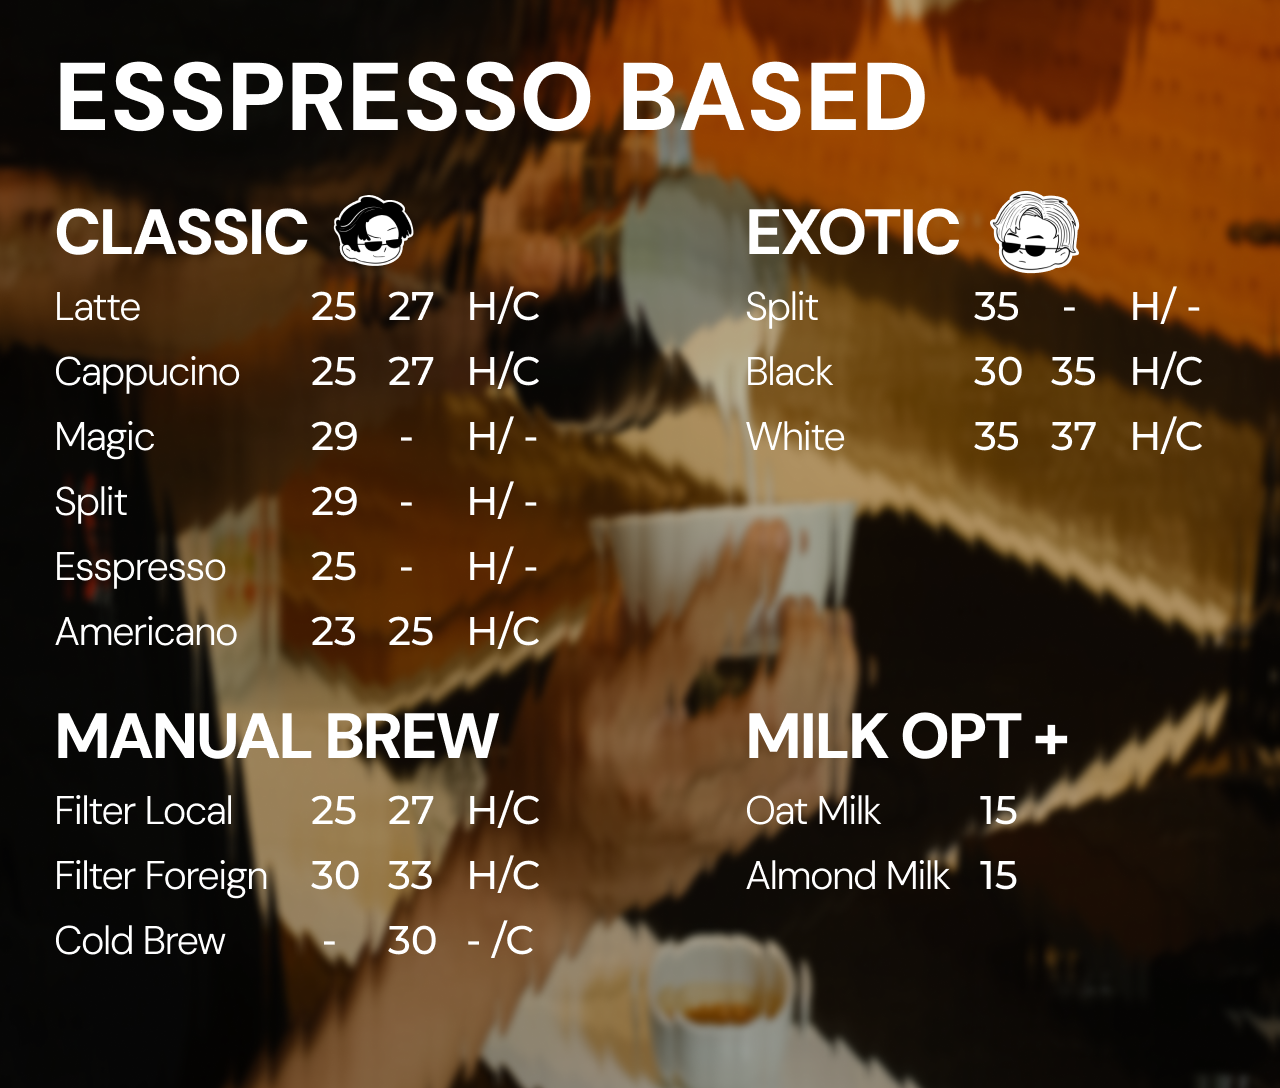 ESSPRESSO BASED
CLASSIC
Latte 25 27 H/C
Cappucino 25 27 H/C
Magic 29 - H/ -
Split 29 - H/ -
Esspresso 25 - H/ -
Americano 23 25 H/C
EXOTIC
Split 35 - H/ -
Black 30 35 H/C
White 35 37 H/C
MANUAL BREW
Filter Local 25 27 H/C
Filter Foreign 30 33 H/C
Cold Brew - 30 - /C
MILK OPT +
Oat Milk 15
Almond Milk 15